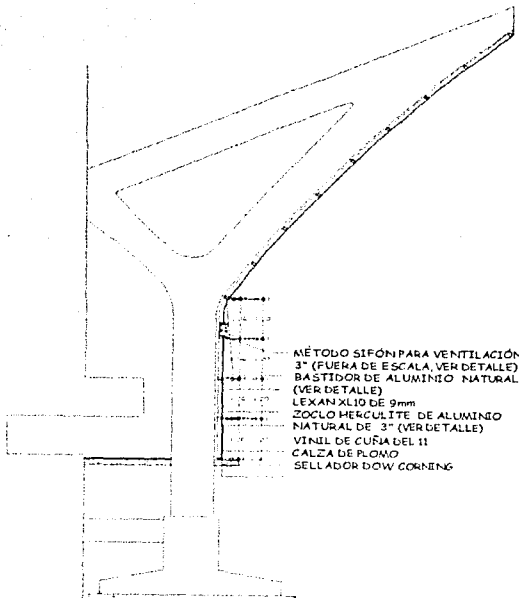 MÉTODO SIFÓN PARA VENTILACIÓN
3" (FUERA DE ESCALA, VER DETALLE)
BASTIDOR DE ALUMINIO NATURAL
(VER DETALLE)
LEXAN XL10 DE 9mm
ZOCLO HERCULITE DE ALUMINIO
NATURAL DE 3" (VER DETALLE)
VINIL DE CUÑA DEL 11
CALZA DE PLOMO
SELLADOR DOW CORNING